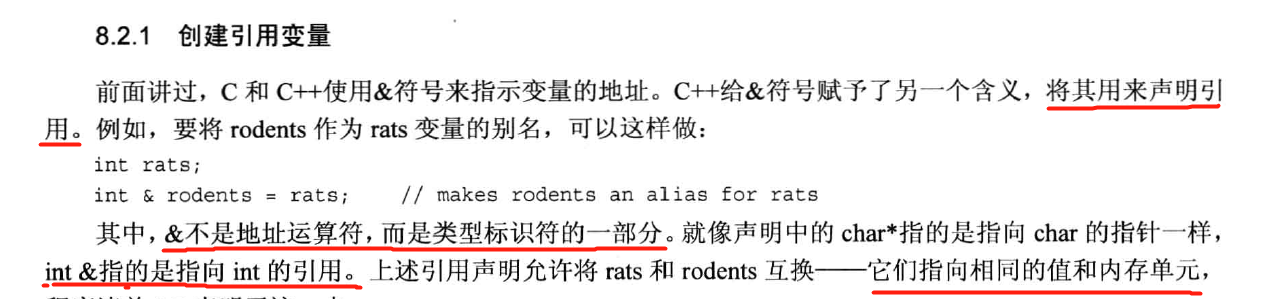 8.2.1 创建引用变量
前面讲过，C 和 C++使用&符号来指示变量的地址。C++给&符号赋予了另一个含义，将其用来声明引
用。例如，要将 rodents 作为 rats 变量的别名，可以这样做：
int rats;
int & rodents = rats; // makes rodents an alias for rats
其中，&不是地址运算符，而是类型标识符的一部分。就像声明中的 char*指的是指向 char 的指针一样，
int &指的是指向 int 的引用。上述引用声明允许将 rats 和 rodents 互换——它们指向相同的值和内存单元，